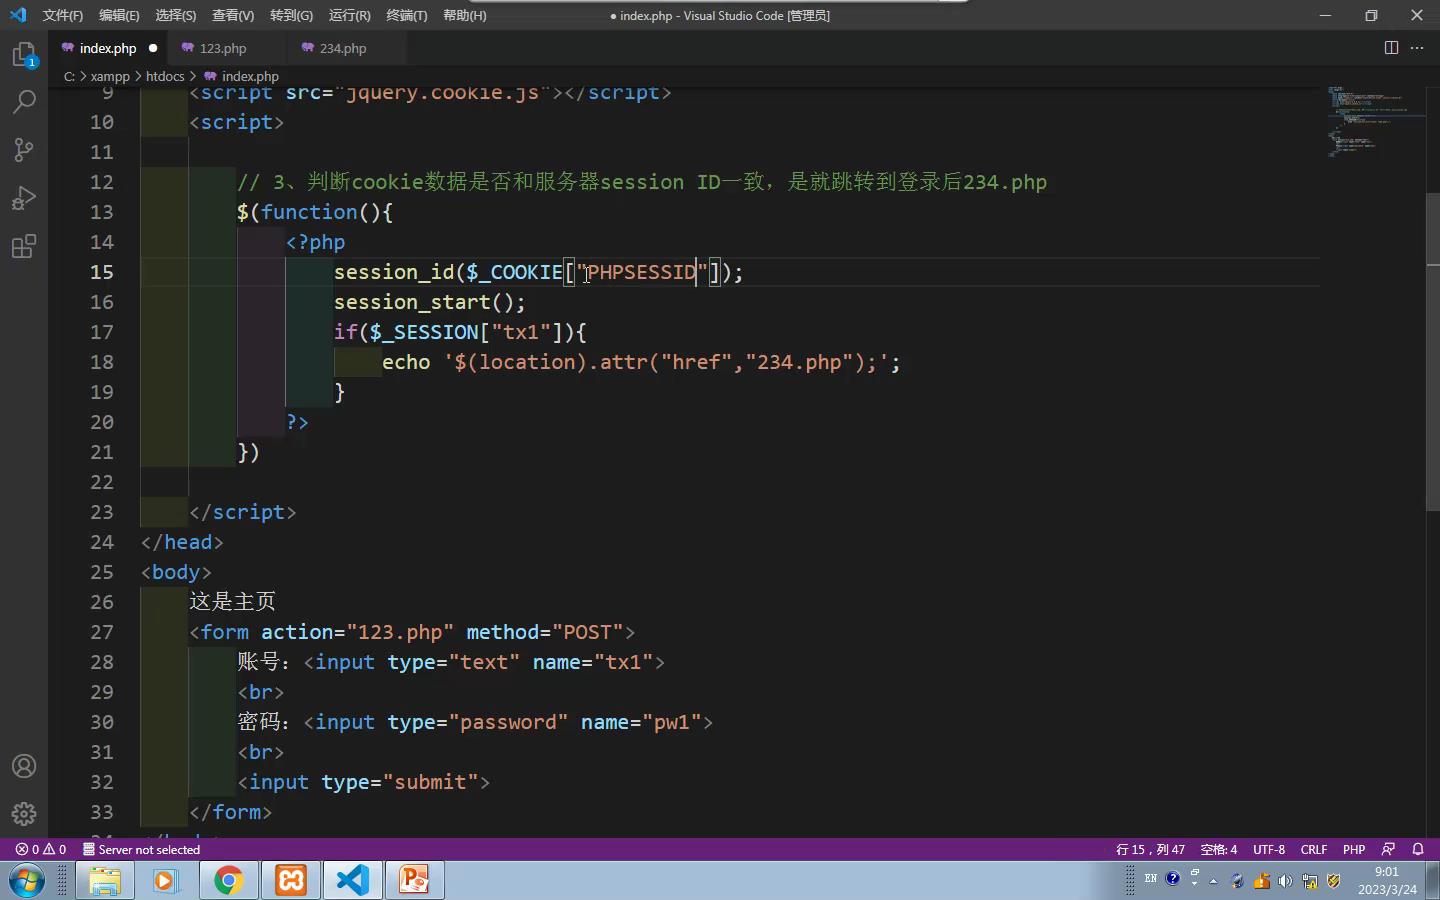 文件(F) 编辑(E) 选择(S) 查看(V) 转到(G) 运行(R) 终端(T) 帮助(H) ● index.php - Visual Studio Code [管理员]
index.php ● 123.php 234.php ···
C: > xampp > htdocs > index.php
9 <script src="jquery.cookie.js"></script>
10 <script>
11
12 // 3、判断cookie数据是否和服务器session ID一致，是就跳转到登录后234.php
13 $(function(){
14 <?php
15 session_id($_COOKIE["PHPSESSID"]);
16 session_start();
17 if($_SESSION["tx1"]){
18 echo '$(location).attr("href","234.php");';
19 }
20 ?>
21 })
22
23 </script>
24 </head>
25 <body>
26 这是主页
27 <form action="123.php" method="POST">
28 账号：<input type="text" name="tx1">
29 <br>
30 密码：<input type="password" name="pw1">
31 <br>
32 <input type="submit">
33 </form>
1
0 0 Server not selected 行 15，列 47 空格: 4 UTF-8 CRLF PHP
EN 9:01
2023/3/24